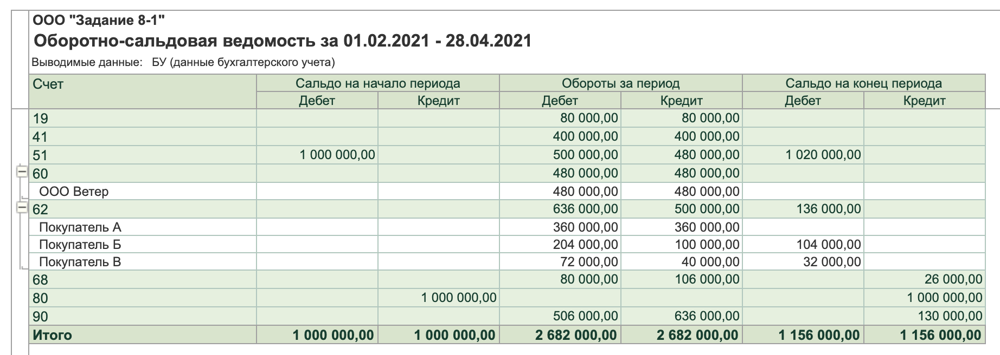 ООО "Задание 8-1"
Оборотно-сальдовая ведомость за 01.02.2021 - 28.04.2021
Выводимые данные: БУ (данные бухгалтерского учета)
Счет Сальдо на начало периода Обороты за период Сальдо на конец периода
Дебет Кредит Дебет Кредит Дебет Кредит
19 80 000,00 80 000,00
41 400 000,00 400 000,00
51 1 000 000,00 500 000,00 480 000,00 1 020 000,00
60 480 000,00 480 000,00
ООО Ветер 480 000,00 480 000,00
62 636 000,00 500 000,00 136 000,00
Покупатель А 360 000,00 360 000,00
Покупатель Б 204 000,00 100 000,00 104 000,00
Покупатель В 72 000,00 40 000,00 32 000,00
68 80 000,00 106 000,00 26 000,00
80 1 000 000,00 1 000 000,00
90 506 000,00 636 000,00 130 000,00
Итого 1 000 000,00 1 000 000,00 2 682 000,00 2 682 000,00 1 156 000,00 1 156 000,00